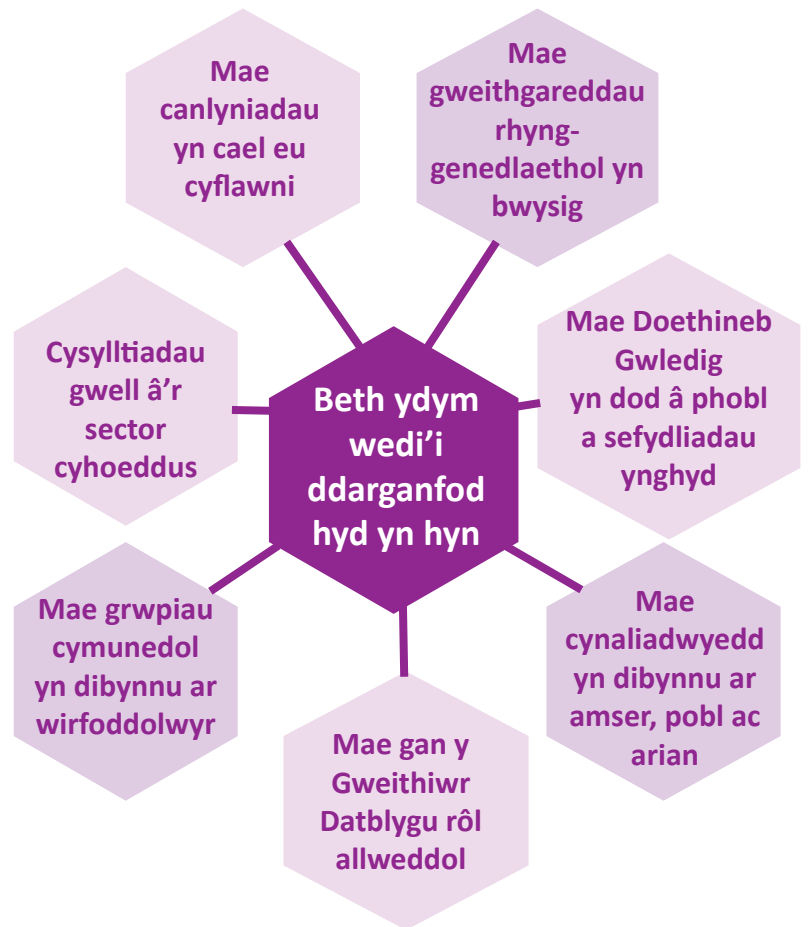 Mae
canlyniadau
yn cael eu
cyflawni
Mae
gweithgareddau
rhyng-
genedlaethol yn
bwysig
Cysylltiadau
gwell â'r
sector
cyhoeddus
Beth ydym
wedi'i
ddarganfod
hyd yn hyn
Mae Doethineb
Gwledig
yn dod â phobl
a sefydliadau
ynghyd
Mae grwpiau
cymunedol
yn dibynnu ar
wirfoddolwyr
Mae gan y
Gweithiwr
Datblygu rôl
allweddol
Mae
cynaliadwyedd
yn dibynnu ar
amser, pobl ac
arian